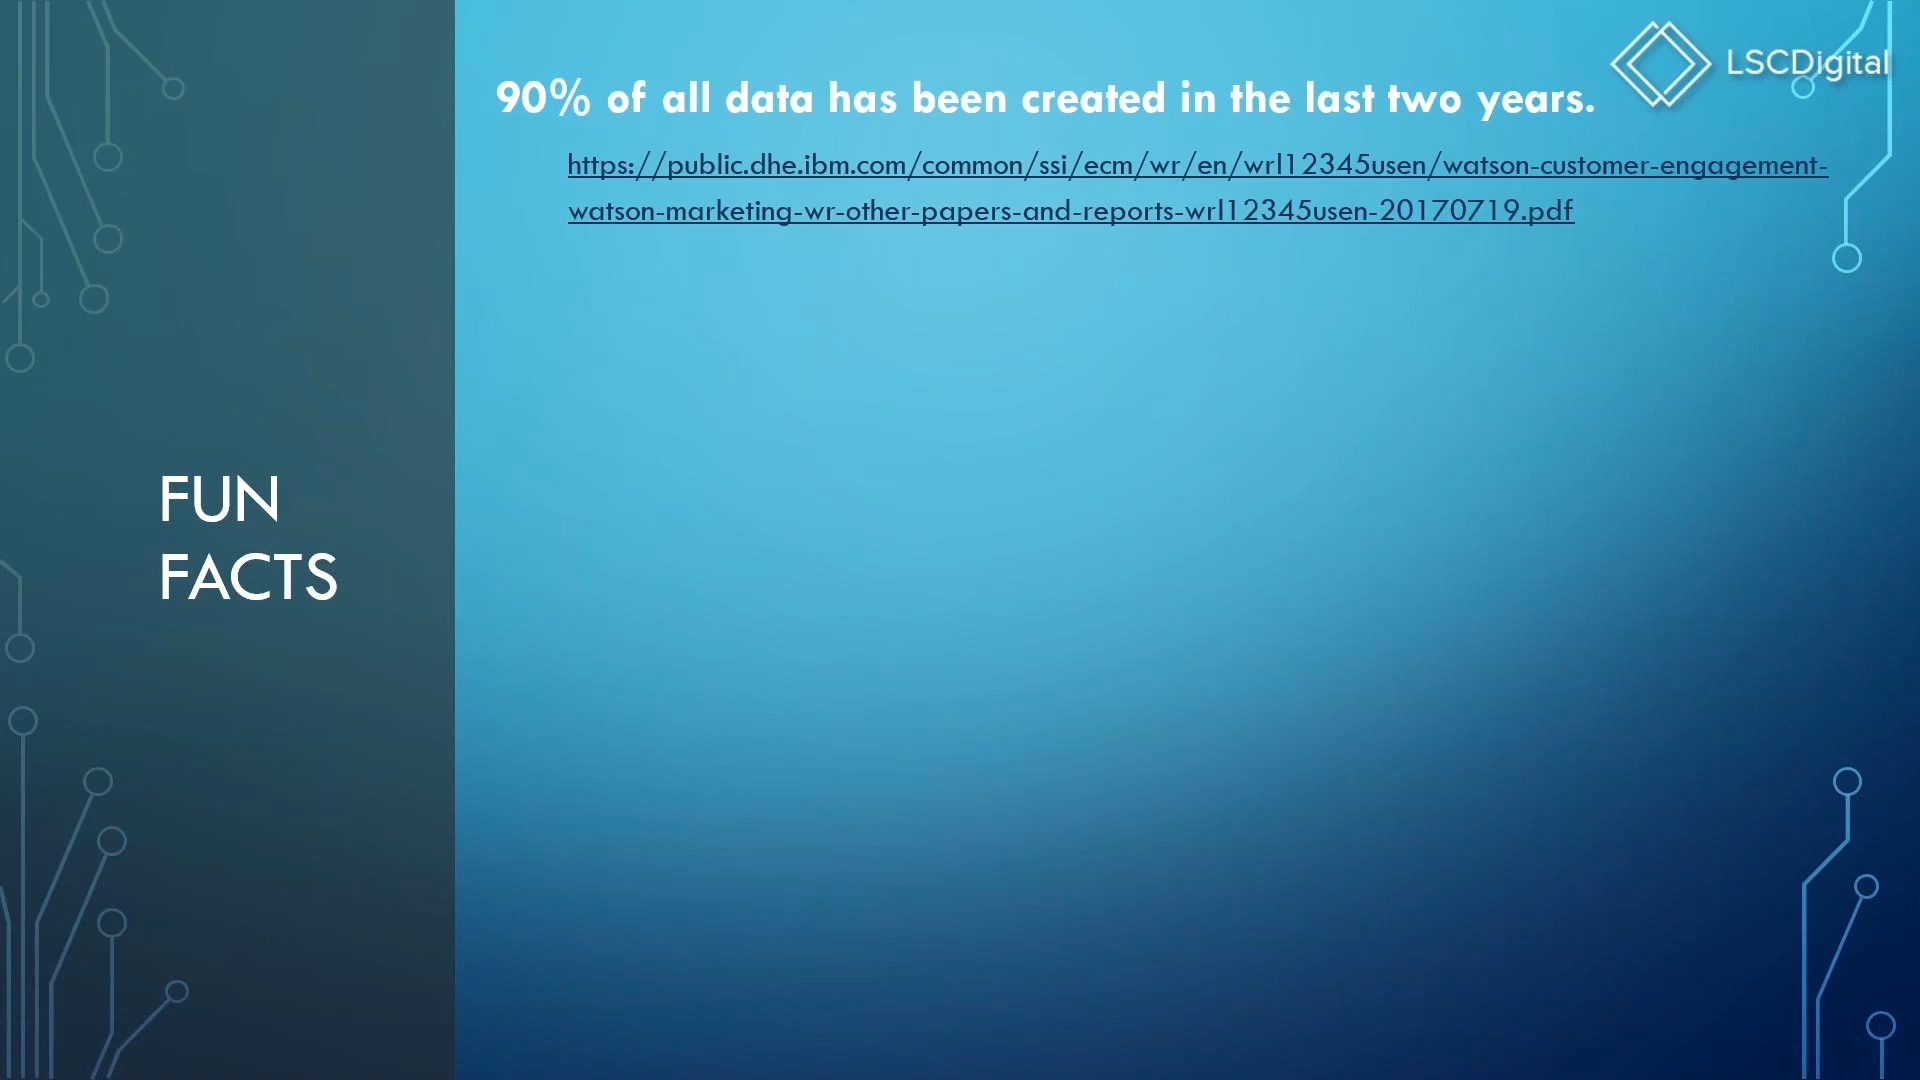 LSCDigital
90% of all data has been created in the last two years.
https://public.dhe.ibm.com/common/ssi/ecm/wr/en/wrl12345usen/watson-customer-engagement-
watson-marketing-wr-other-papers-and-reports-wrl12345usen-20170719.pdf
FUN
FACTS